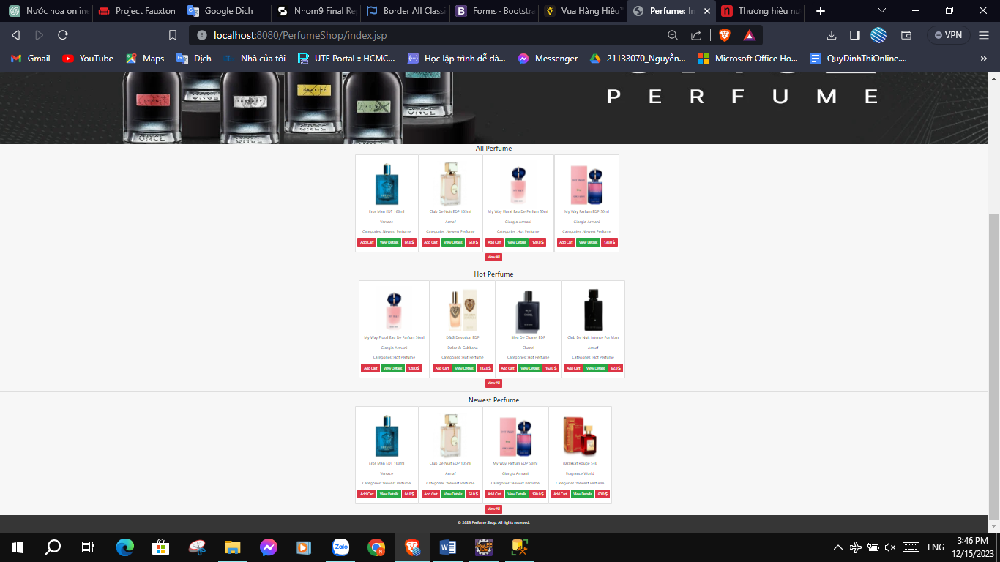 Nước hoa online
Project Fauxton
Google Dịch
Nhom9 Final Re
Border All Classi
Forms · Bootstra
Vua Hàng Hiệu
Perfume: In
Thương hiệu nư
localhost:8080/PerfumeShop/index.jsp
VPN
Gmail
YouTube
Maps
Dịch
Nhà của tôi
UTE Portal :: HCMC...
Học lập trình dễ dà...
Messenger
21133070_Nguyễn...
Microsoft Office Ho...
QuyDinhThiOnline....
»
PERFUME
ONCE ONCE ONCE ONCE ONCE ONCE
All Perfume
Eros Man EDT 100ml
Club De Nuit EDP 105ml
My Way Floral Eau De Parfum 50ml
My Way Parfum EDP 50ml
Versace
Armaf
Giorgio Armani
Giorgio Armani
Categories :Newest Perfume
Categories :Newest Perfume
Categories :Hot Perfume
Categories :Newest Perfume
Add Cart View Details 84.0 $
Add Cart View Details 64.0 $
Add Cart View Details 120.0 $
Add Cart View Details 130.0 $
View All
Hot Perfume
My Way Floral Eau De Parfum 50ml
D&G Devotion EDP
Bleu De Chanel EDP
Club De Nuit Intense For Man
Giorgio Armani
Dolce & Gabbana
Chanel
Armaf
Categories :Hot Perfume
Categories :Hot Perfume
Categories :Hot Perfume
Categories :Hot Perfume
Add Cart View Details 120.0 $
Add Cart View Details 112.0 $
Add Cart View Details 162.0 $
Add Cart View Details 63.0 $
View All
Newest Perfume
Eros Man EDT 100ml
Club De Nuit EDP 105ml
My Way Parfum EDP 50ml
Barakkat Rouge 540
Versace
Armaf
Giorgio Armani
Fragrance World
Categories :Newest Perfume
Categories :Newest Perfume
Categories :Newest Perfume
Categories :Newest Perfume
Add Cart View Details 84.0 $
Add Cart View Details 64.0 $
Add Cart View Details 130.0 $
Add Cart View Details 60.0 $
View All
© 2023 Perfume Shop. All rights reserved.
Zalo
ENG
3:46 PM
12/15/2023